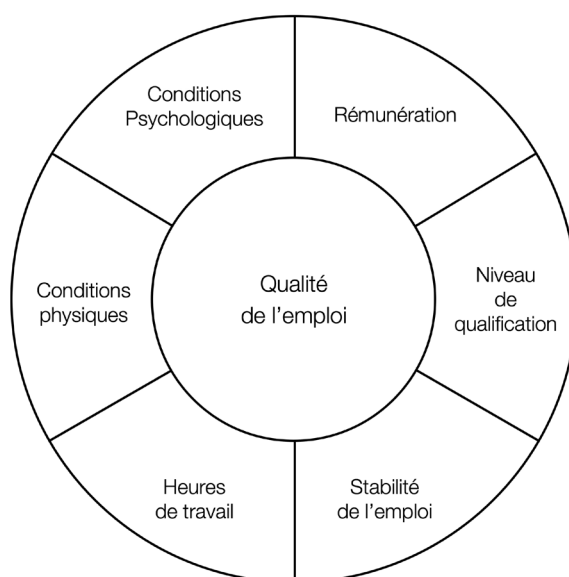 Conditions
Psychologiques
Rémunération
Conditions
physiques
Qualité
de l'emploi
Niveau
de
qualification
Heures
de travail
Stabilité
de l'emploi